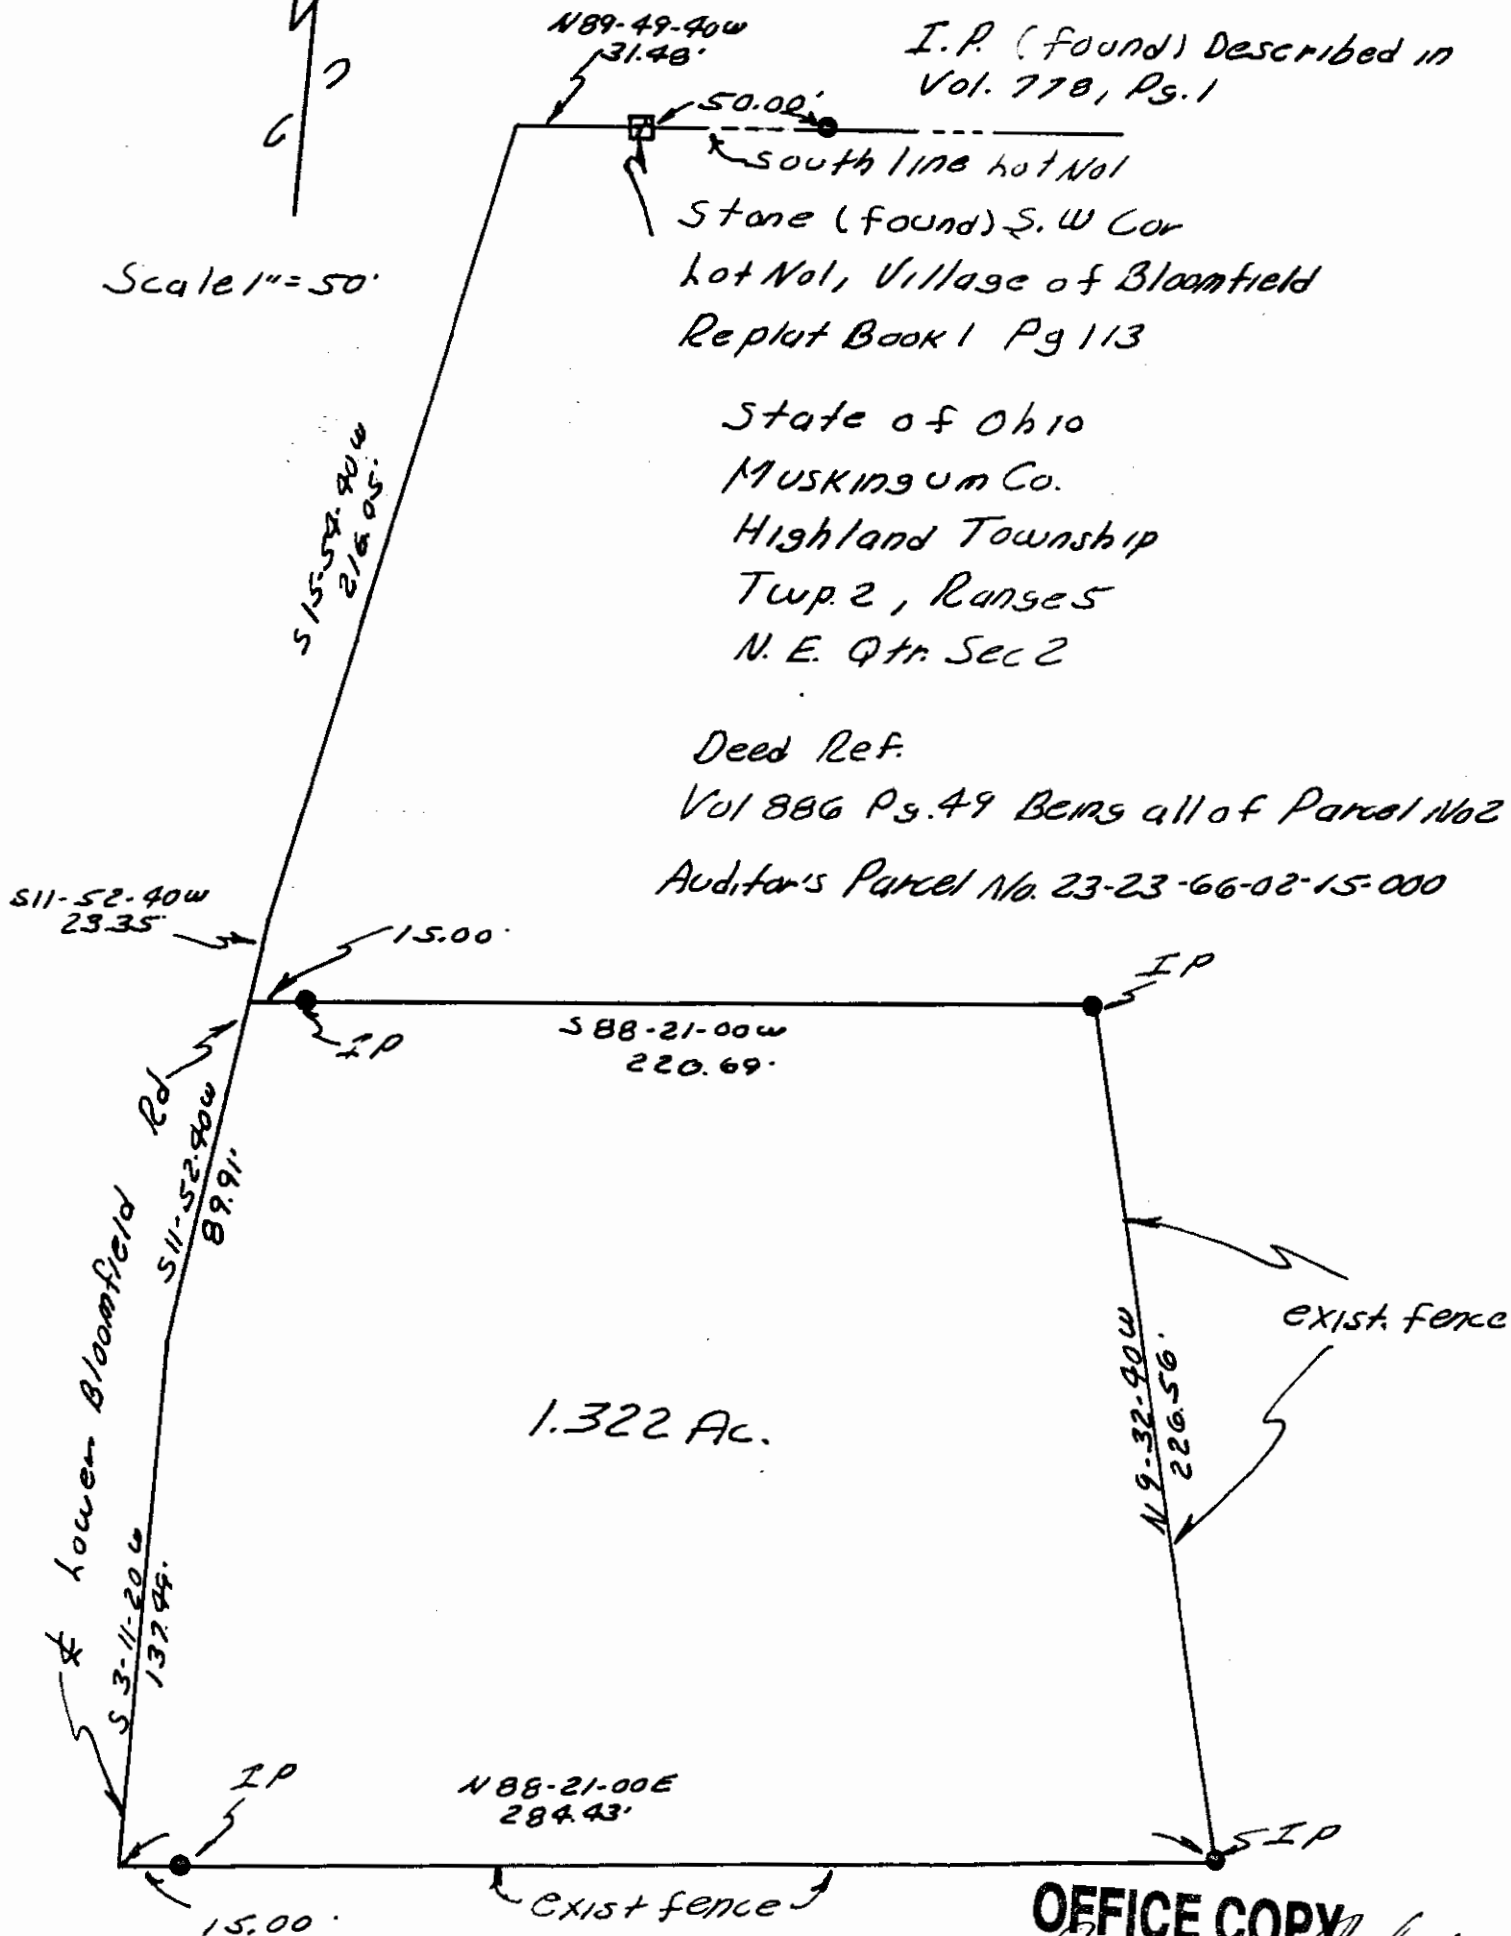 N89-49-40W
31.48'
I.P. (found) Described in
Vol. 778, Pg. 1
50.00'
South line Lot No1
Stone (found) S.W Cor
Lot No1, Village of Bloomfield
Replat Book 1 Pg 113
Scale 1"=50'
State of Ohio
Muskingum Co.
Highland Township
Twp. 2, Range 5
N. E. Qtr. Sec 2
S15-54-40W
216.05'
Deed Ref.
Vol 886 Pg. 49 Being all of Parcel No2
Auditor's Parcel No. 23-23-66-02-15-000
S11-52-40W
23.35'
15.00'
IP
IP
S 88-21-00W
220.69'
S11-52-40W
89.91'
Lower Bloomfield Rd
exist. fence
N 9-32-40W
226.56'
1.322 Ac.
S 3-11-20W
137.44'
IP
N 88-21-00E
284.43'
IP
exist fence
15.00'
OFFICE COPY